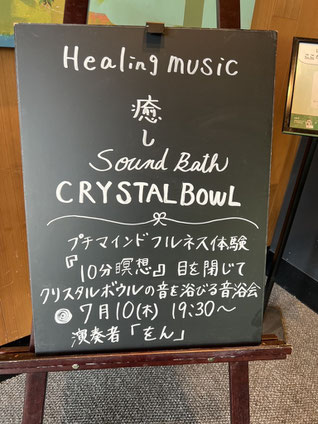 Healing music
癒し
Sound Bath
CRYSTAL BOWL
プチマインドフルネス体験
『10分瞑想』目を閉じて
クリスタルボウルの音を浴びる音浴会
7月10(木) 19:30〜
演奏者「をん」